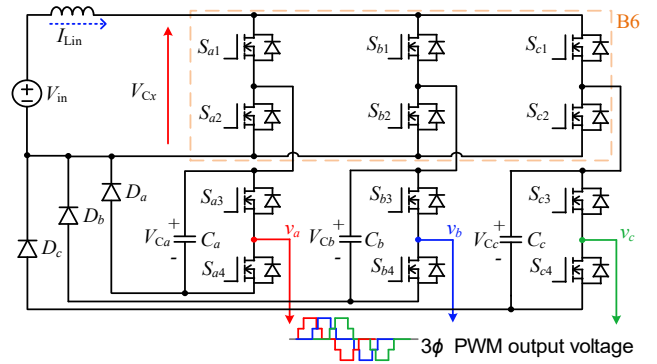 B6
I_Lin
S_a1
S_b1
S_c1
V_Cx
V_in
S_a2
S_b2
S_c2
D_a
D_b
D_c
S_a3
S_b3
S_c3
+
V_Ca
-
C_a
v_a
+
V_Cb
-
C_b
v_b
+
V_Cc
-
C_c
v_c
S_a4
S_b4
S_c4
3ϕ PWM output voltage